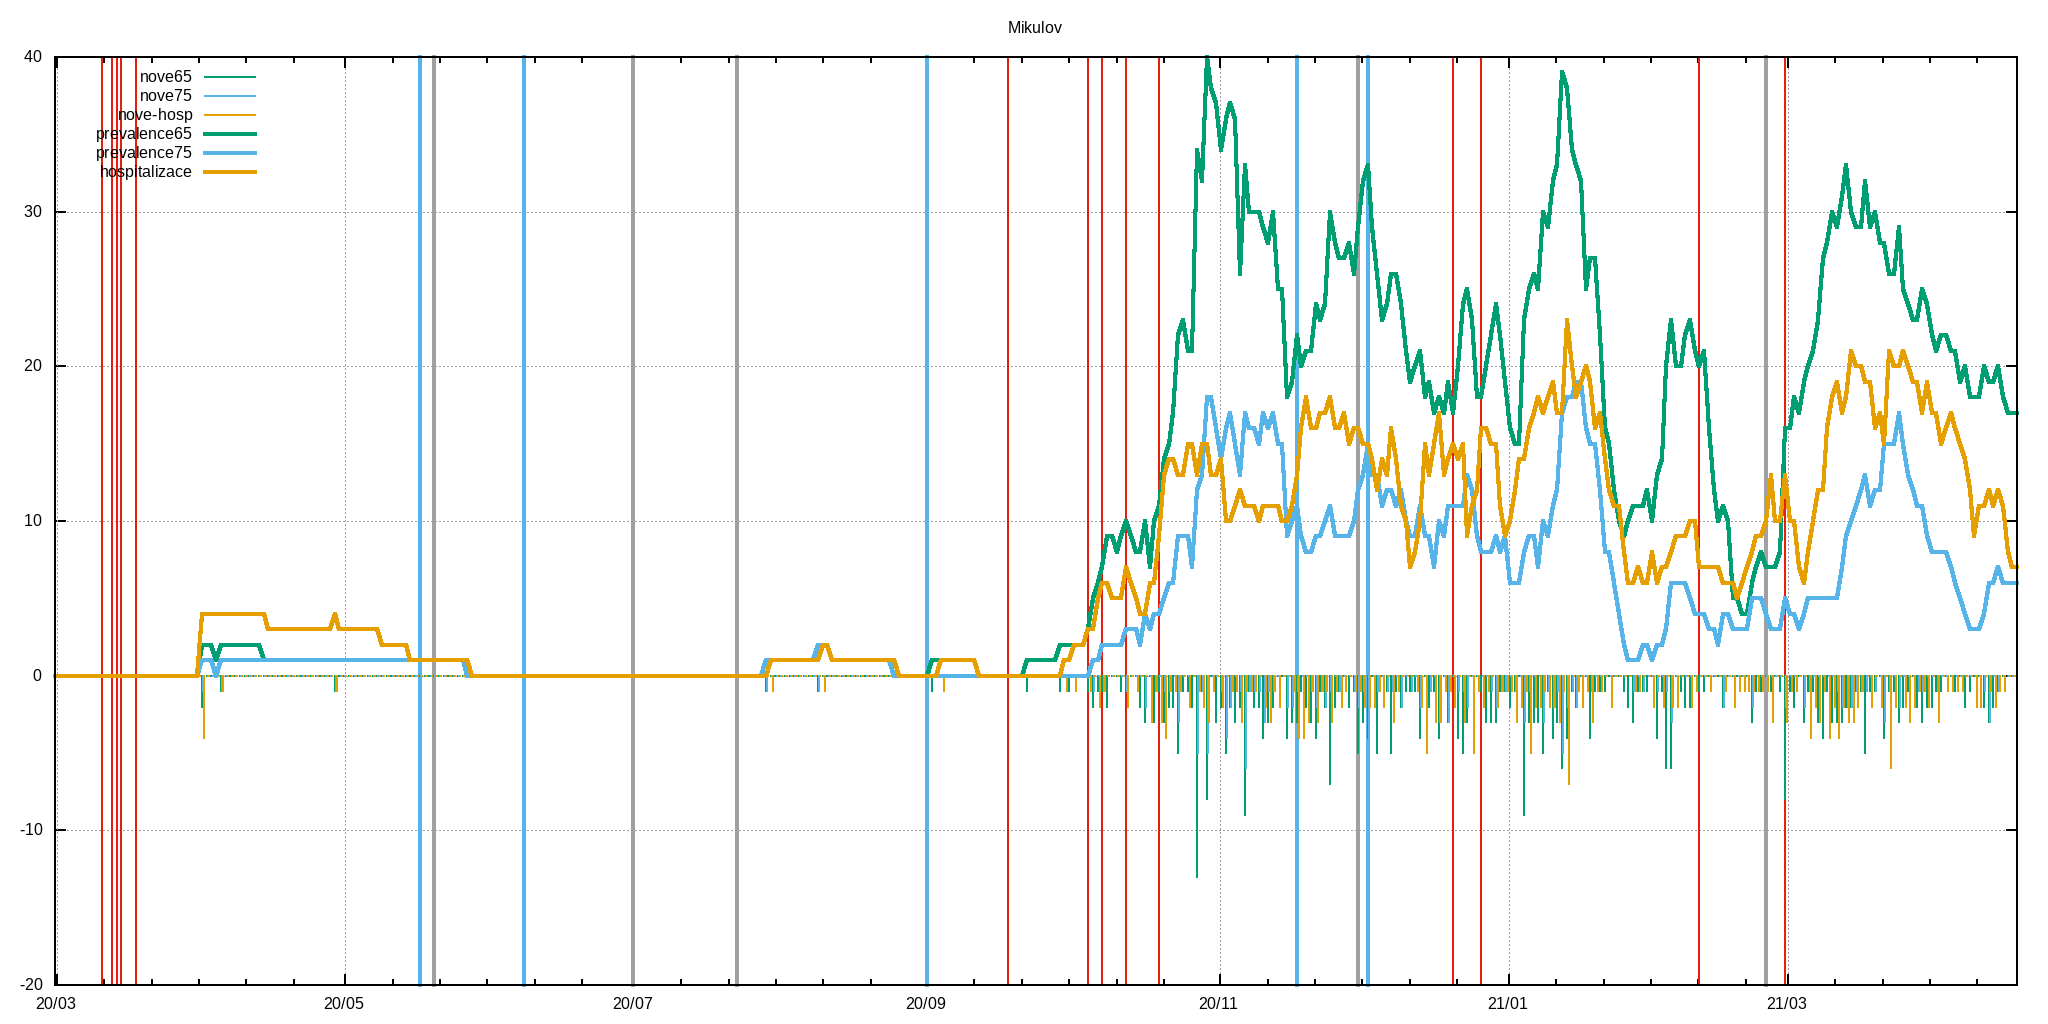 Mikulov
40
nove65
nove75
nove-hosp
prevalence65
prevalence75
hospitalizace
30
20
10
0
-10
-20
20/03 20/05 20/07 20/09 20/11 21/01 21/03